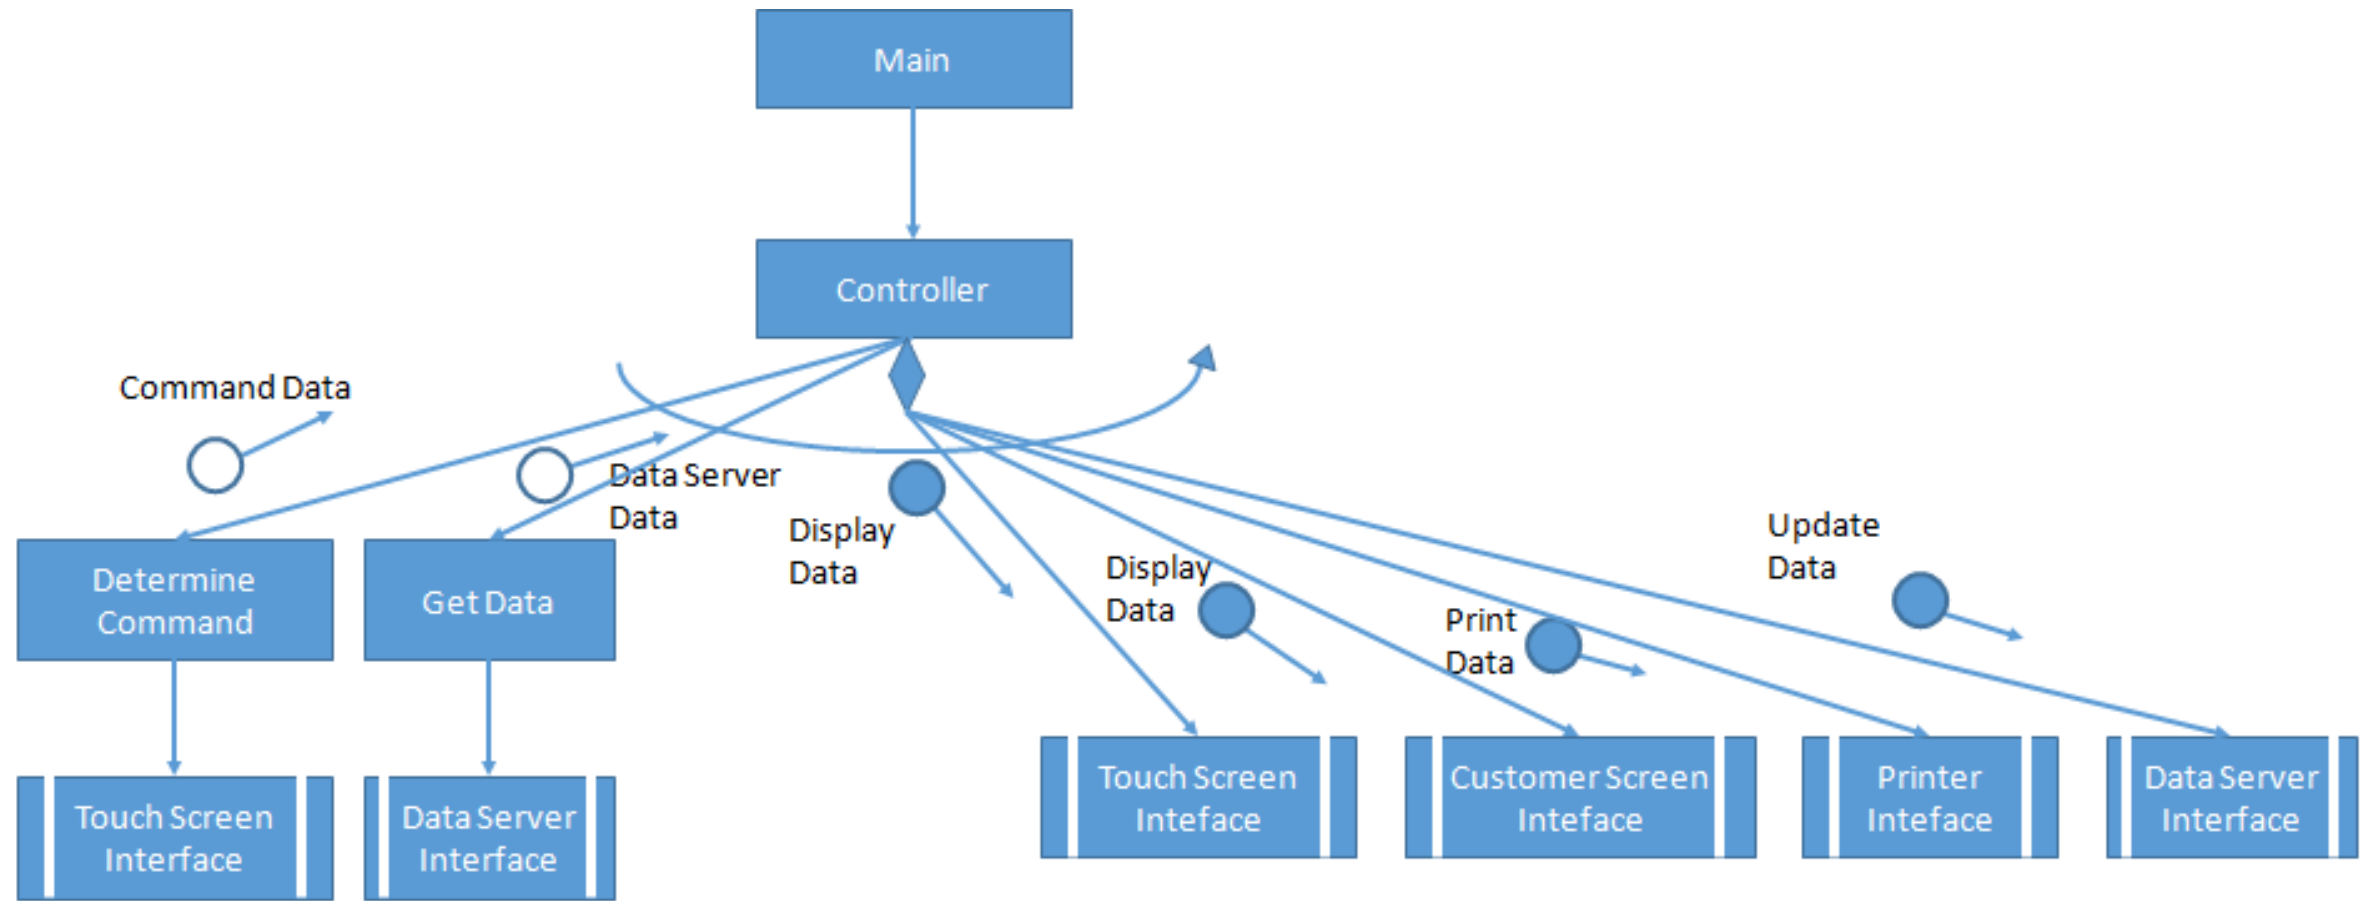 Main
Controller
Command Data
Data Server
Data
Display
Data
Display
Data
Print
Data
Update
Data
Determine
Command
Get Data
Touch Screen
Interface
Data Server
Interface
Touch Screen
Inteface
Customer Screen
Inteface
Printer
Inteface
Data Server
Interface